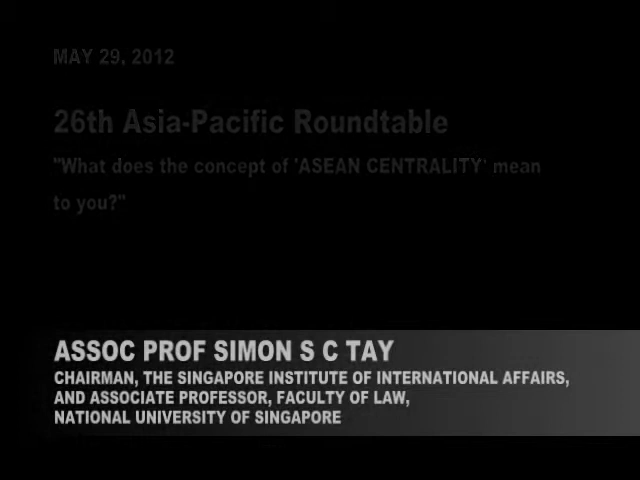 MAY 29, 2012
26th Asia-Pacific Roundtable
"What does the concept of 'ASEAN CENTRALITY' mean
to you?"
ASSOC PROF SIMON S C TAY
CHAIRMAN, THE SINGAPORE INSTITUTE OF INTERNATIONAL AFFAIRS,
AND ASSOCIATE PROFESSOR, FACULTY OF LAW,
NATIONAL UNIVERSITY OF SINGAPORE